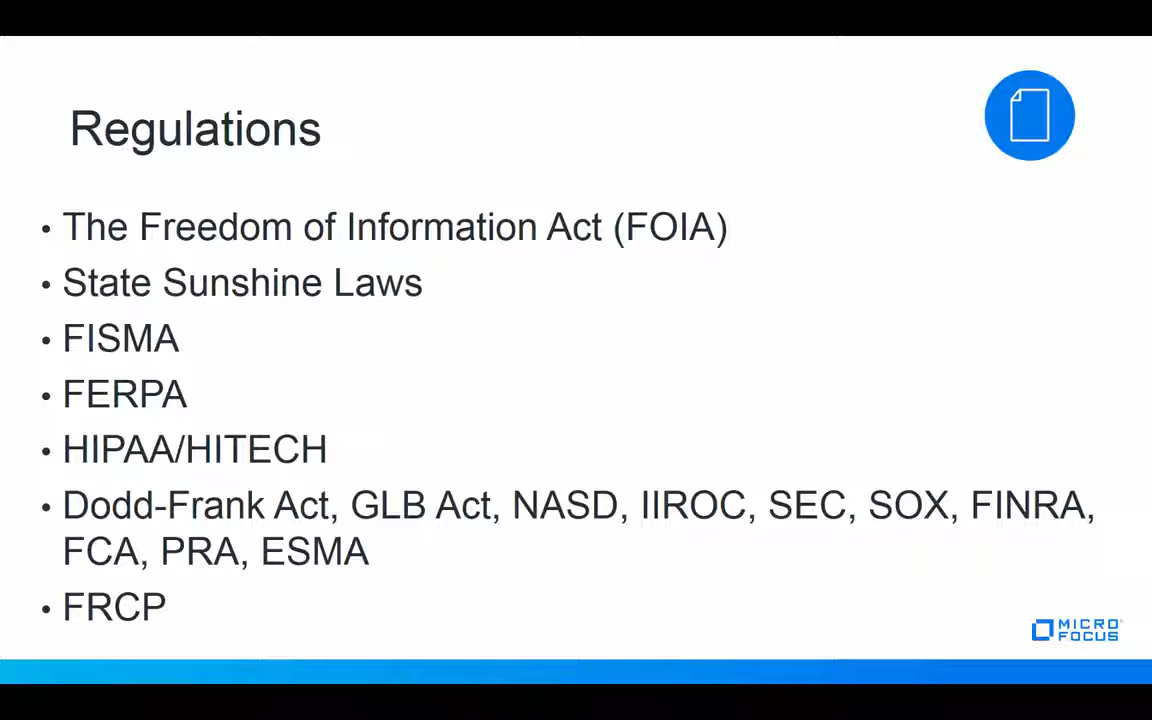 Regulations
• The Freedom of Information Act (FOIA)
• State Sunshine Laws
• FISMA
• FERPA
• HIPAA/HITECH
• Dodd-Frank Act, GLB Act, NASD, IIROC, SEC, SOX, FINRA,
FCA, PRA, ESMA
• FRCP
MICRO
FOCUS